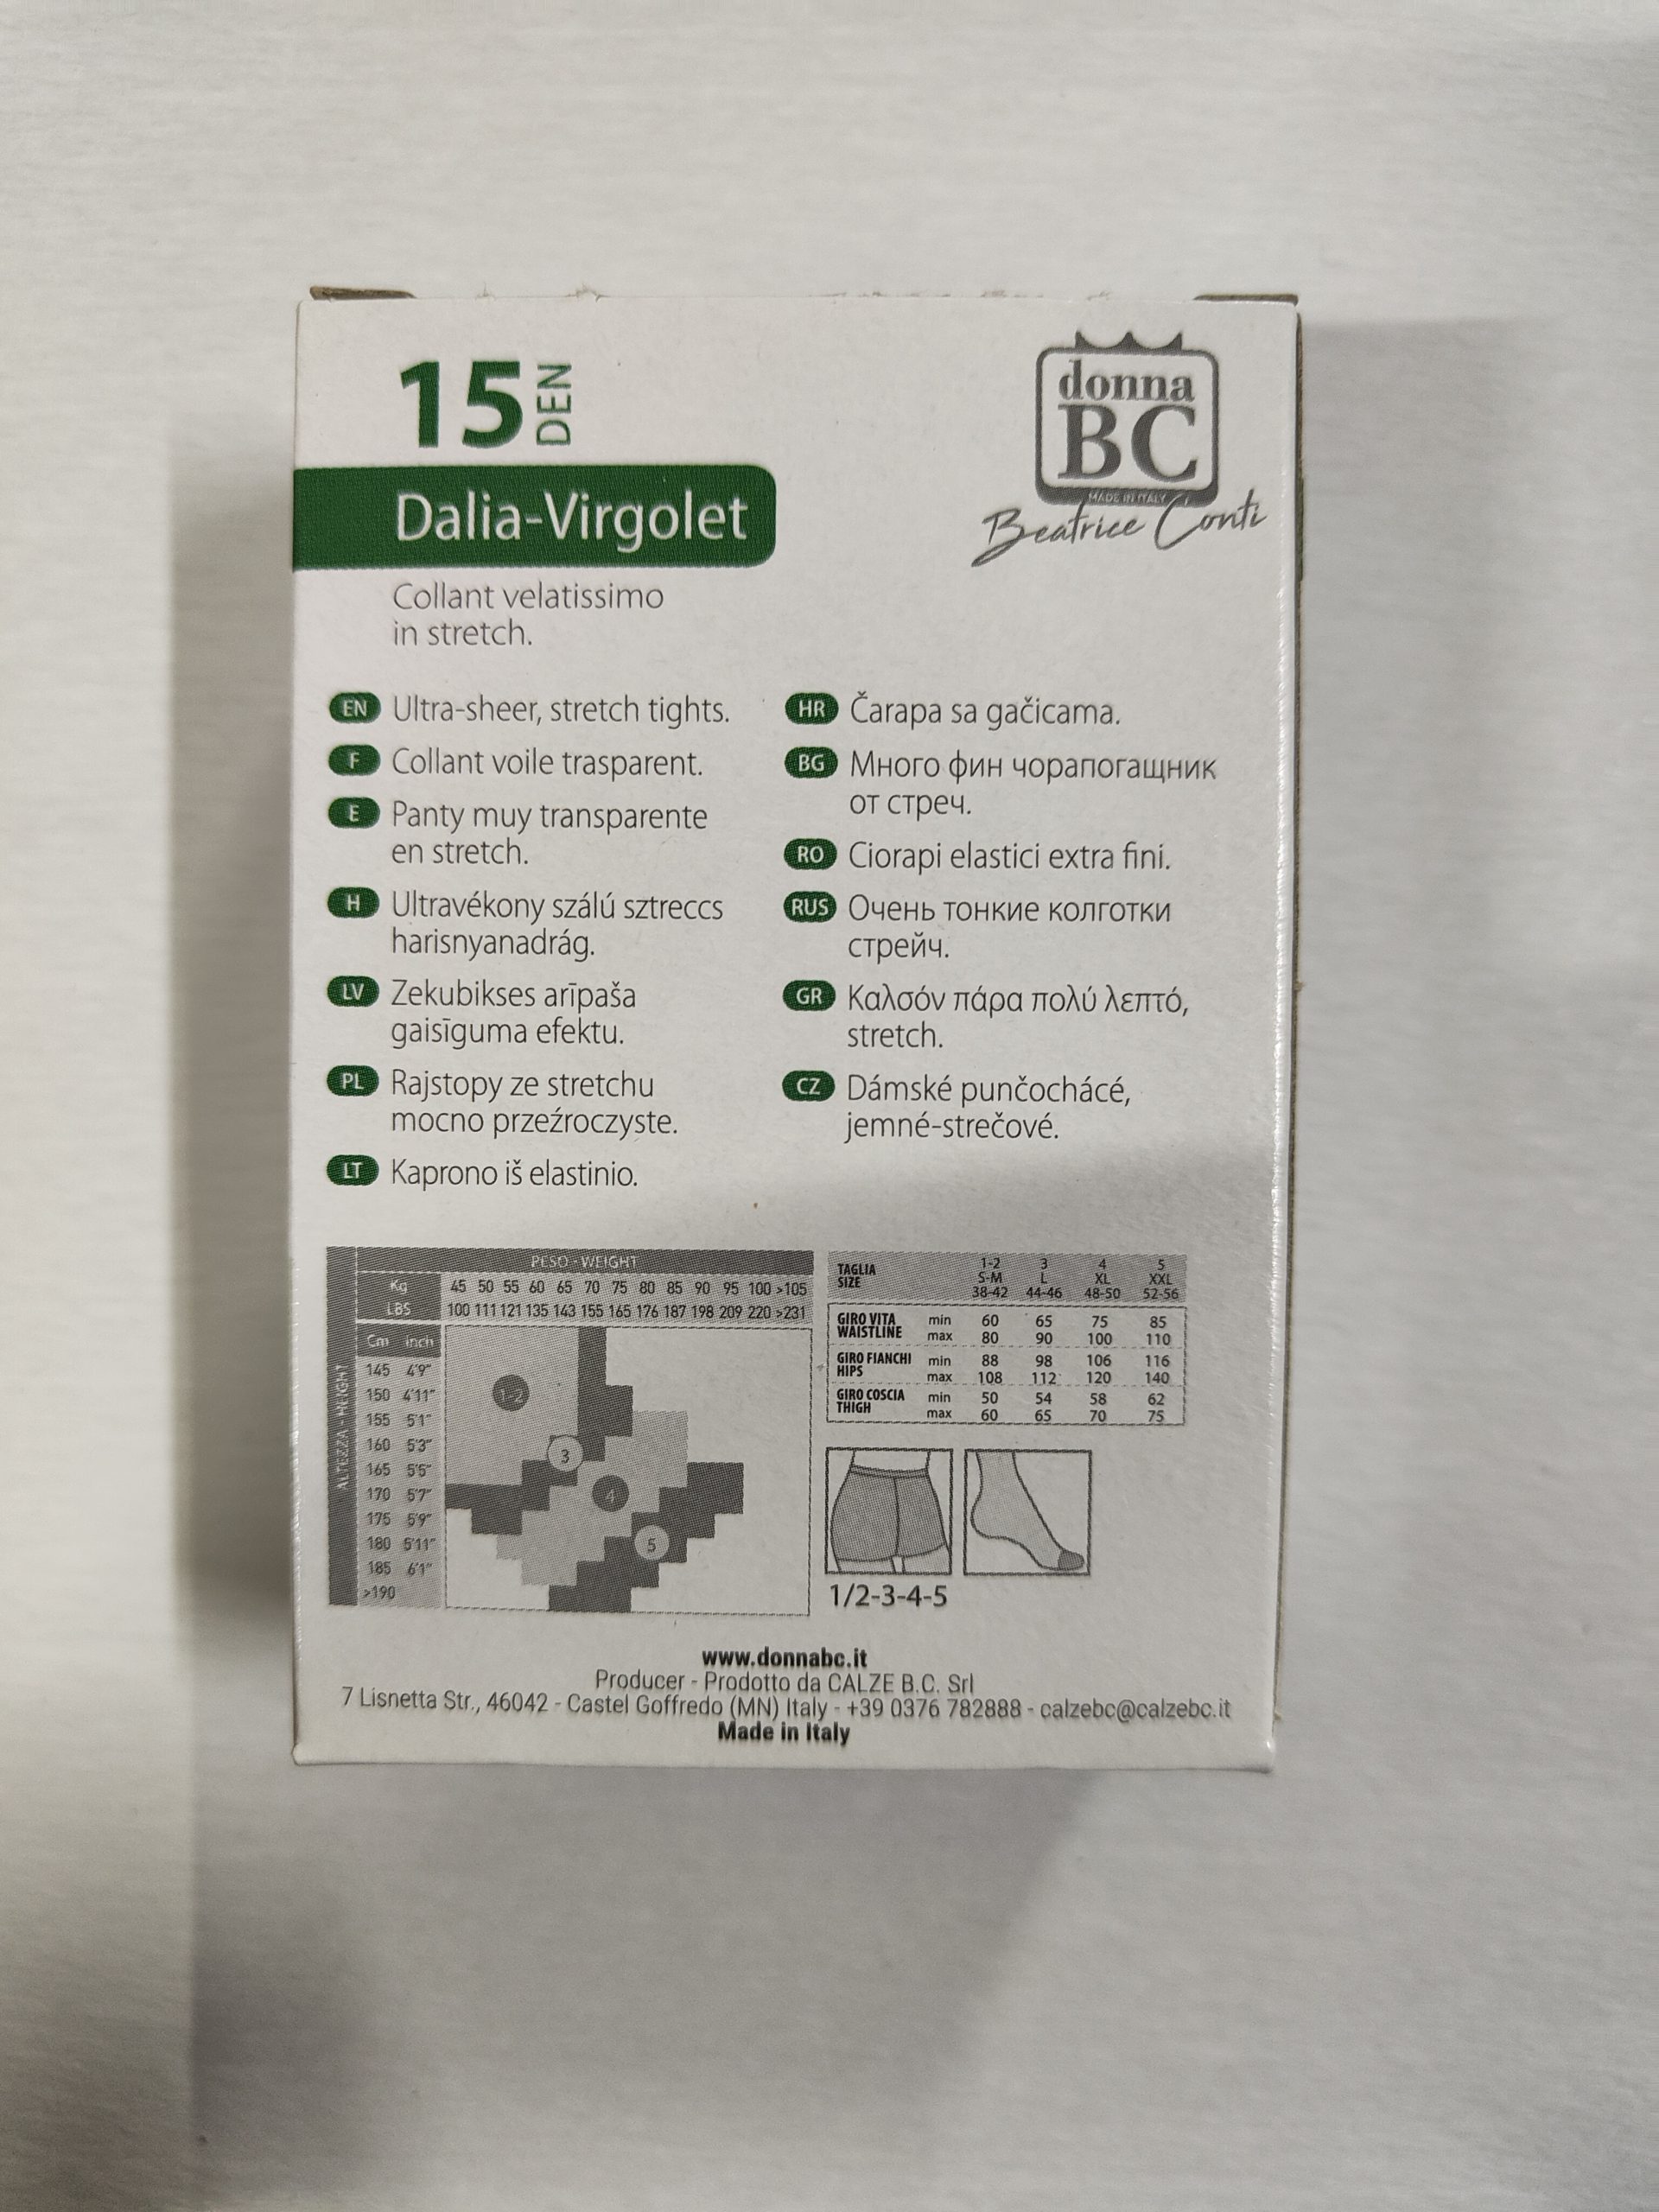 15 DEN
donna
BC
MADE IN ITALY
Beatrice Conti
Dalia-Virgolet
Collant velatissimo
in stretch.
EN Ultra-sheer, stretch tights.
F Collant voile trasparent.
E Panty muy transparente
en stretch.
H Ultravékony szálú sztreccs
harisnyanadrág.
LV Zekubikses arīpaša
gaisīguma efektu.
PL Rajstopy ze stretchu
mocno przeźroczyste.
LT Kaprono iš elastinio.
HR Čarapa sa gačicama.
BG Много фин чорапогащник
от стреч.
RO Ciorapi elastici extra fini.
RUS Очень тонкие колготки
стрейч.
GR Καλσόν πάρα πολύ λεπτό,
stretch.
CZ Dámské punčochácé,
jemné-strečové.
PESO - WEIGHT
Kg 45 50 55 60 65 70 75 80 85 90 95 100 >105
LBS 100 111 121 135 143 155 165 176 187 198 209 220 >231
ALTEZZA - HEIGHT
Cm inch
145 4'9"
150 4'11"
155 5'1"
160 5'3"
165 5'5"
170 5'7"
175 5'9"
180 5'11"
185 6'1"
>190
1-2
3
4
5
TAGLIA
SIZE
1-2 3 4 5
S-M L XL XXL
38-42 44-46 48-50 52-56
GIRO VITA
WAISTLINE
min 60 65 75 85
max 80 90 100 110
GIRO FIANCHI
HIPS
min 88 98 106 116
max 108 112 120 140
GIRO COSCIA
THIGH
min 50 54 58 62
max 60 65 70 75
1/2-3-4-5
www.donnabc.it
Producer - Prodotto da CALZE B.C. Srl
7 Lisnetta Str., 46042 - Castel Goffredo (MN) Italy - +39 0376 782888 - calzebc@calzebc.it
Made in Italy